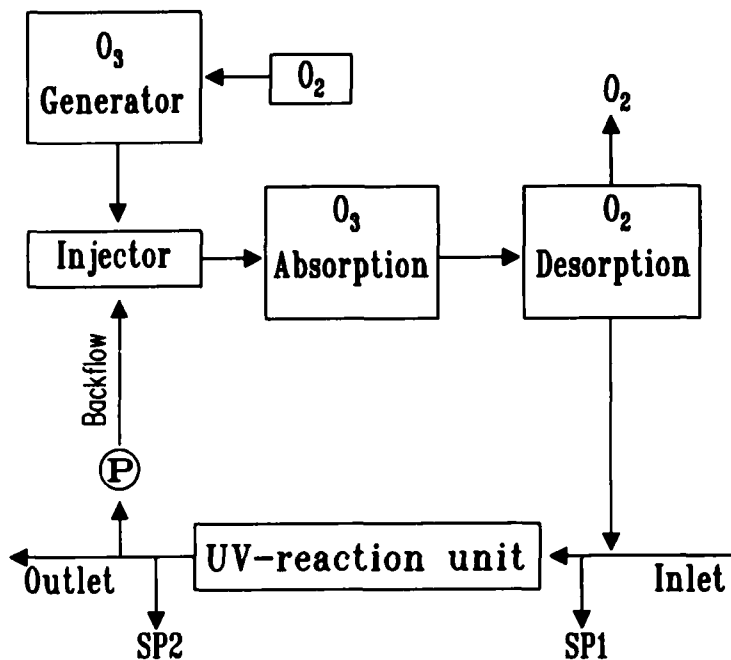 O₃
Generator
O₂
O₂
Injector
O₃
Absorption
O₂
Desorption
Backflow
P
UV-reaction unit
Outlet
Inlet
SP2
SP1